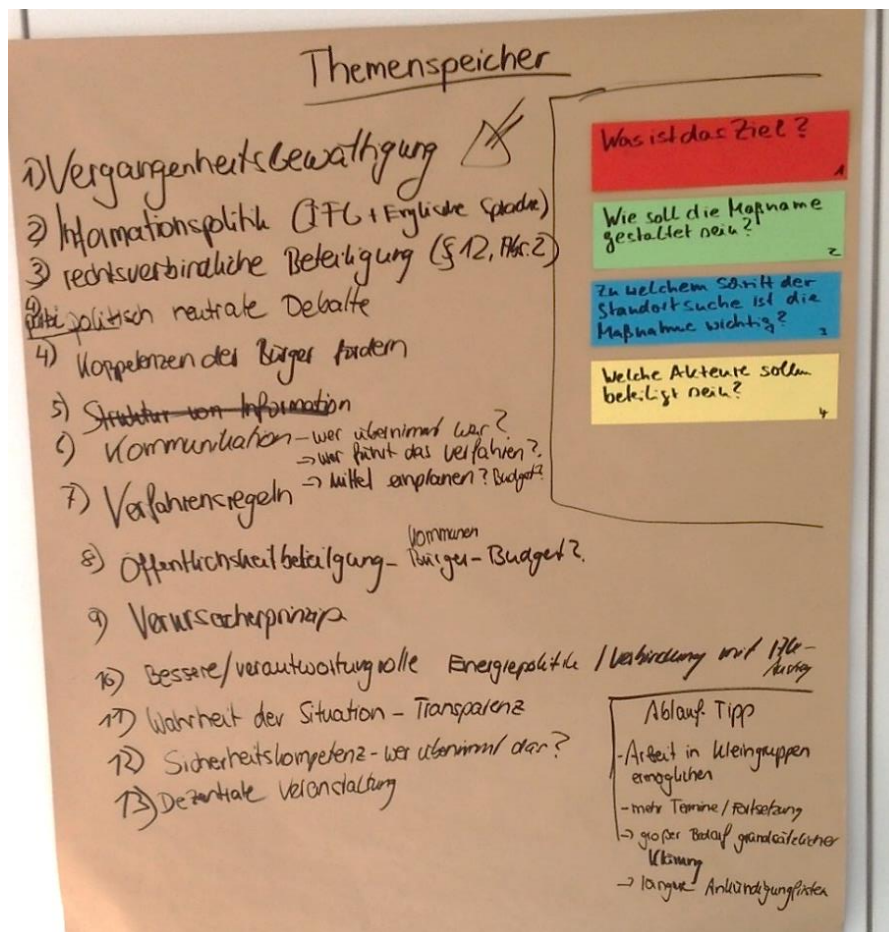 Themenspeicher
1) Vergangenheitsbewältigung
2) Informationspolitik (GFG + Englische Sprache)
3) rechtsverbindliche Beteiligung (§ 12, Abs. 2)
4) politisch neutrale Debatte
4) Kompetenzen der Bürger fördern
5) Struktur von Information
6) Kommunikation – wer übernimmt was?
→ wer führt das Verfahren?
7) Verfahrensregeln → Mittel einplanen? Budget?
Kommunen
8) Öffentlichkeitbeteilgung – Bürger – Budget?
9) Verursacherprinzip
10) Bessere/verantwortungsvolle Energiepolitik / Verbindung mit
11) Wahrheit der Situation – Transparenz
12) Sicherheitskompetenz – wer übernimmt das?
13) Dezentrale Veranstaltung
Was ist das Ziel?
1
Wie soll die Maßname
gestaltet sein?
2
Zu welchem Schritt der
Standortsuche ist die
Maßnahme wichtig?
3
Welche Akteure sollen
beteiligt sein?
4
Ablauf-Tipp
- Arbeit in Kleingruppen
ermöglichen
- mehr Termine / Fortsetzung
→ großer Bedarf grundsätzlicher
Klärung
→ längere Ankündigungsfristen